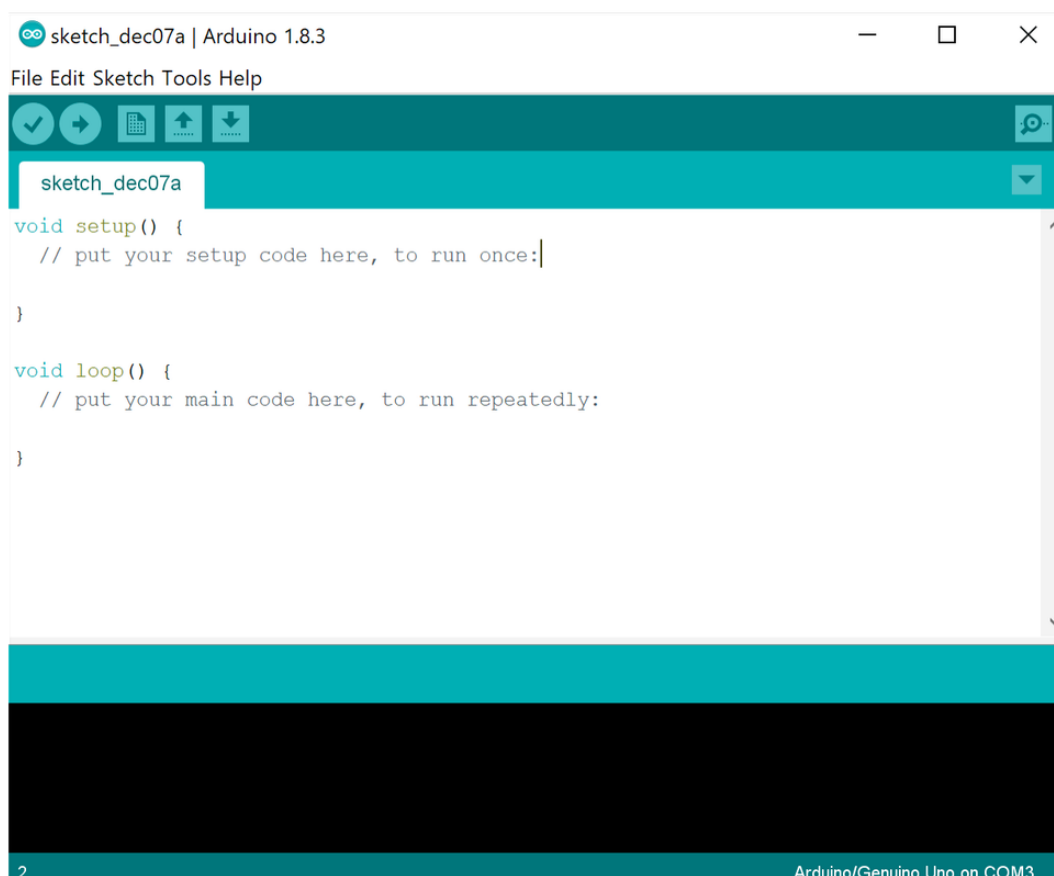 sketch_dec07a | Arduino 1.8.3
File Edit Sketch Tools Help
sketch_dec07a
void setup() {
  // put your setup code here, to run once:
}
void loop() {
  // put your main code here, to run repeatedly:
}
2
Arduino/Genuino Uno on COM3